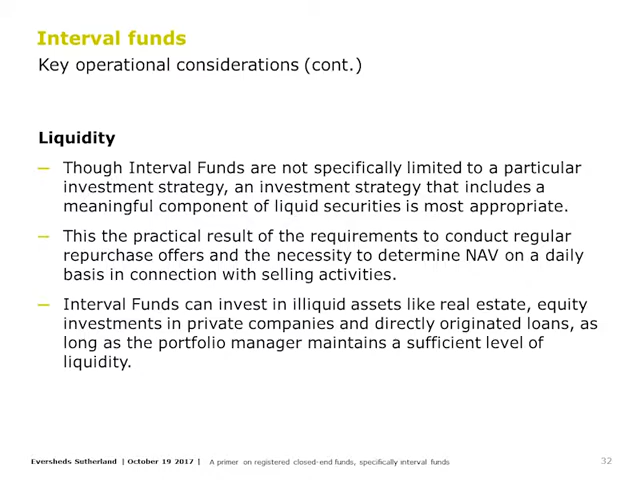 Interval funds
Key operational considerations (cont.)
Liquidity
– Though Interval Funds are not specifically limited to a particular
investment strategy, an investment strategy that includes a
meaningful component of liquid securities is most appropriate.
– This the practical result of the requirements to conduct regular
repurchase offers and the necessity to determine NAV on a daily
basis in connection with selling activities.
– Interval Funds can invest in illiquid assets like real estate, equity
investments in private companies and directly originated loans, as
long as the portfolio manager maintains a sufficient level of
liquidity.
Eversheds Sutherland | October 19 2017 | A primer on registered closed-end funds, specifically interval funds 32